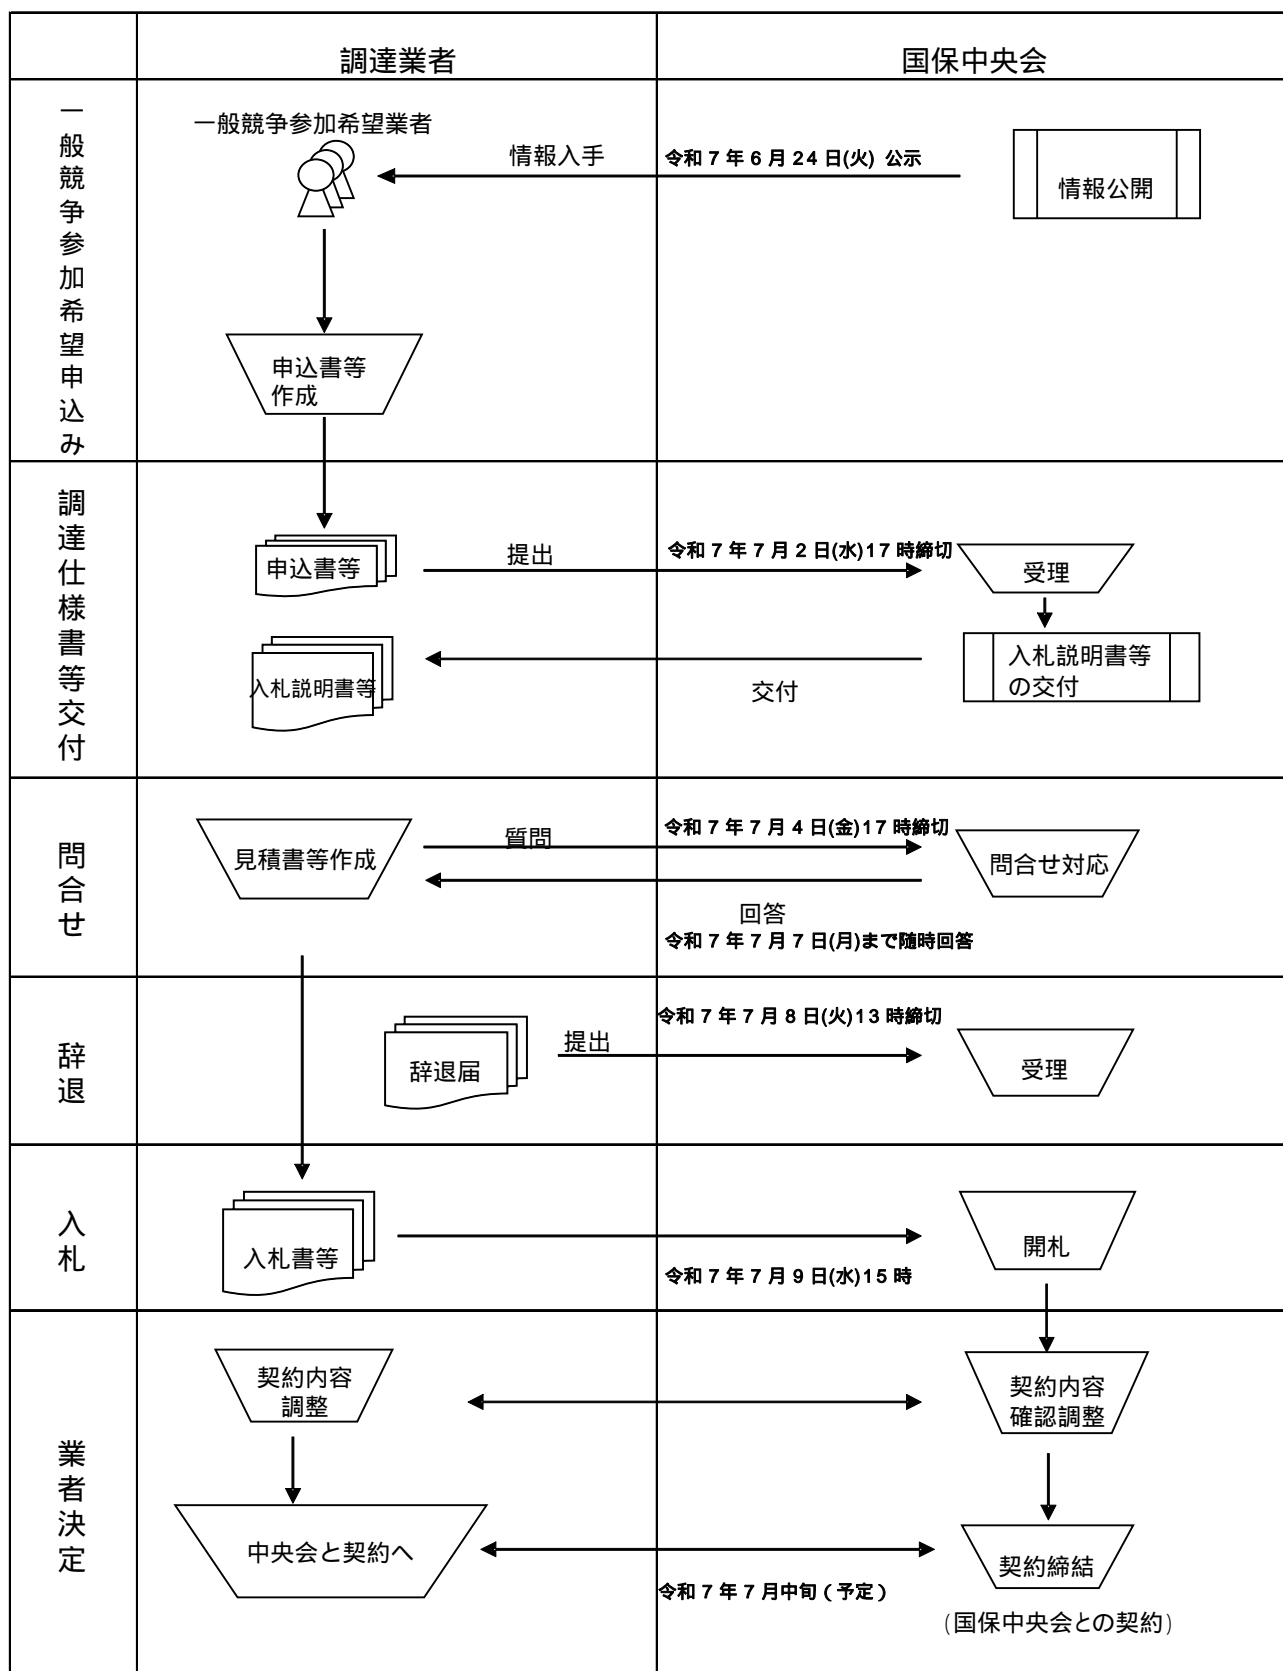 調達業者
国保中央会
一般競争参加希望申込み
一般競争参加希望業者
情報入手
令和7年6月24日(火) 公示
情報公開
申込書等
作成
調達仕様書等交付
申込書等
提出
令和7年7月2日(水)17時締切
受理
入札説明書等
交付
入札説明書等
の交付
問合せ
見積書等作成
質問
令和7年7月4日(金)17時締切
問合せ対応
回答
令和7年7月7日(月)まで随時回答
辞退
辞退届
提出
令和7年7月8日(火)13時締切
受理
入札
入札書等
令和7年7月9日(水)15時
開札
業者決定
契約内容
調整
契約内容
確認調整
中央会と契約へ
令和7年7月中旬(予定)
契約締結
(国保中央会との契約)